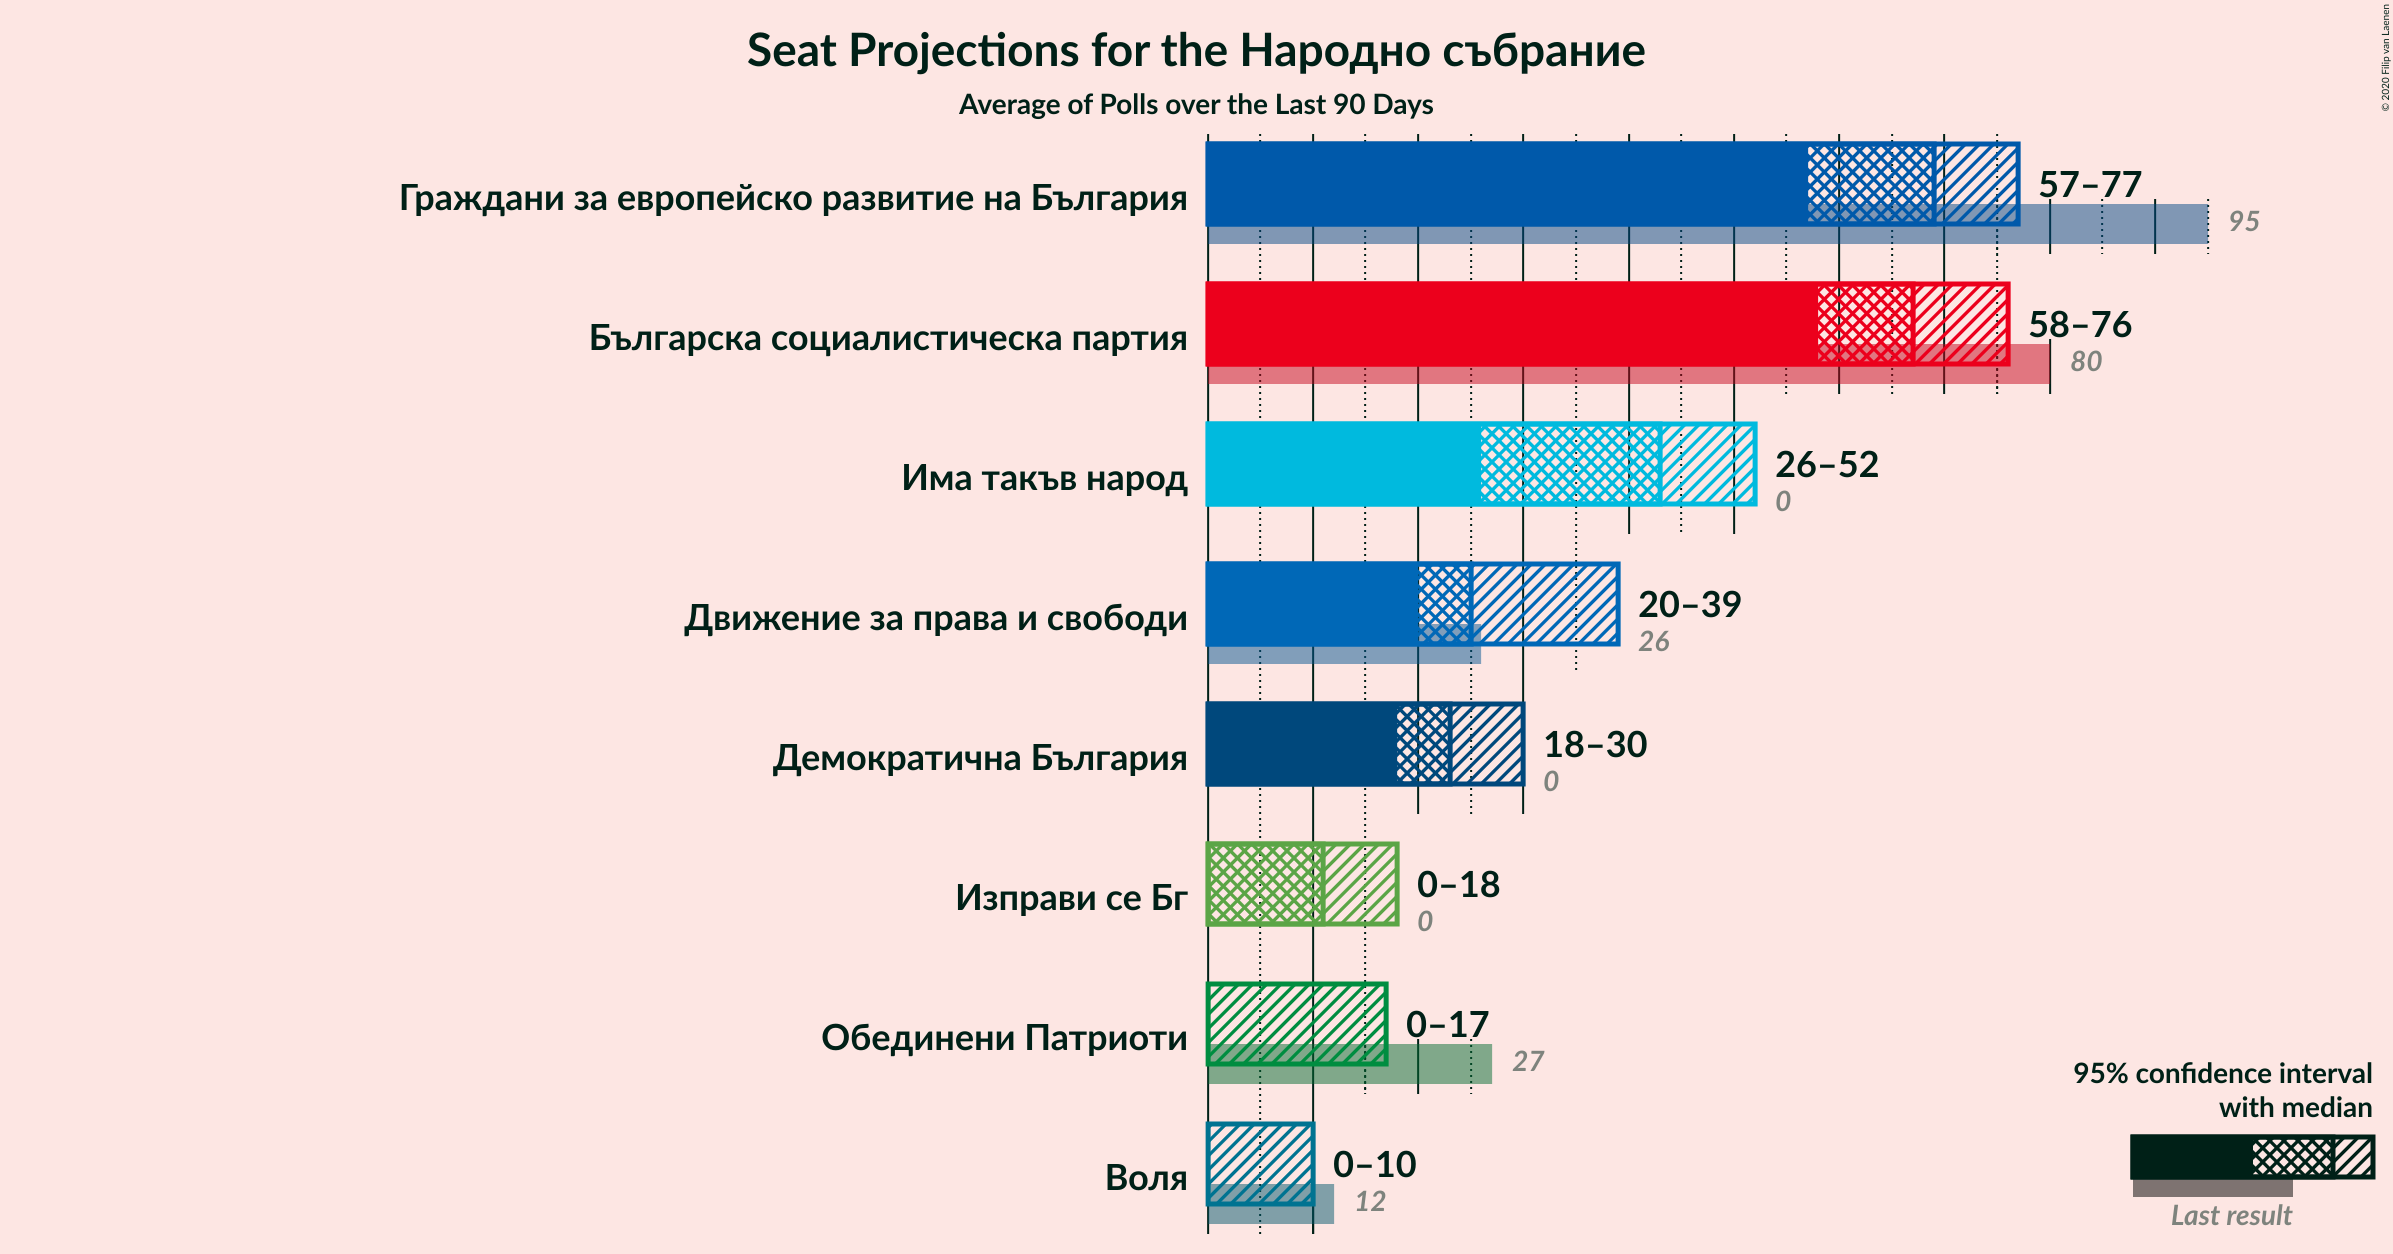 Seat Projections for the Народно събрание
Average of Polls over the Last 90 Days
© 2020 Filip van Laenen
Граждани за европейско развитие на България
57–77
95
Българска социалистическа партия
58–76
80
Има такъв народ
26–52
0
Движение за права и свободи
20–39
26
Демократична България
18–30
0
Изправи се Бг
0–18
0
Обединени Патриоти
0–17
27
Воля
0–10
12
95% confidence interval
with median
Last result